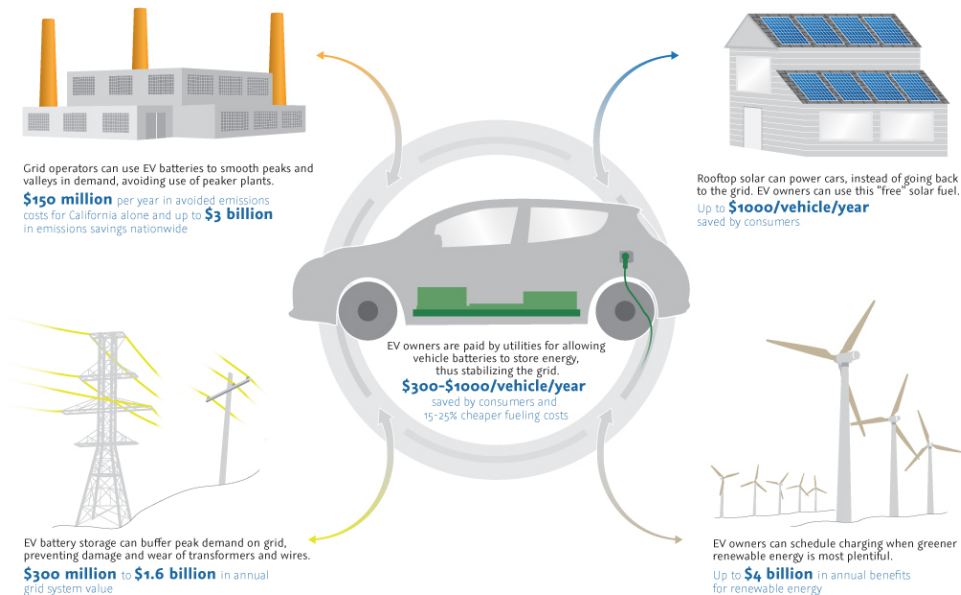 Grid operators can use EV batteries to smooth peaks and
valleys in demand, avoiding use of peaker plants.
$150 million per year in avoided emissions
costs for California alone and up to $3 billion
in emissions savings nationwide
Rooftop solar can power cars, instead of going back
to the grid. EV owners can use this "free" solar fuel.
Up to $1000/vehicle/year
saved by consumers
EV owners are paid by utilities for allowing
vehicle batteries to store energy,
thus stabilizing the grid.
$300-$1000/vehicle/year
saved by consumers and
15-25% cheaper fueling costs
EV battery storage can buffer peak demand on grid,
preventing damage and wear of transformers and wires.
$300 million to $1.6 billion in annual
grid system value
EV owners can schedule charging when greener
renewable energy is most plentiful.
Up to $4 billion in annual benefits
for renewable energy